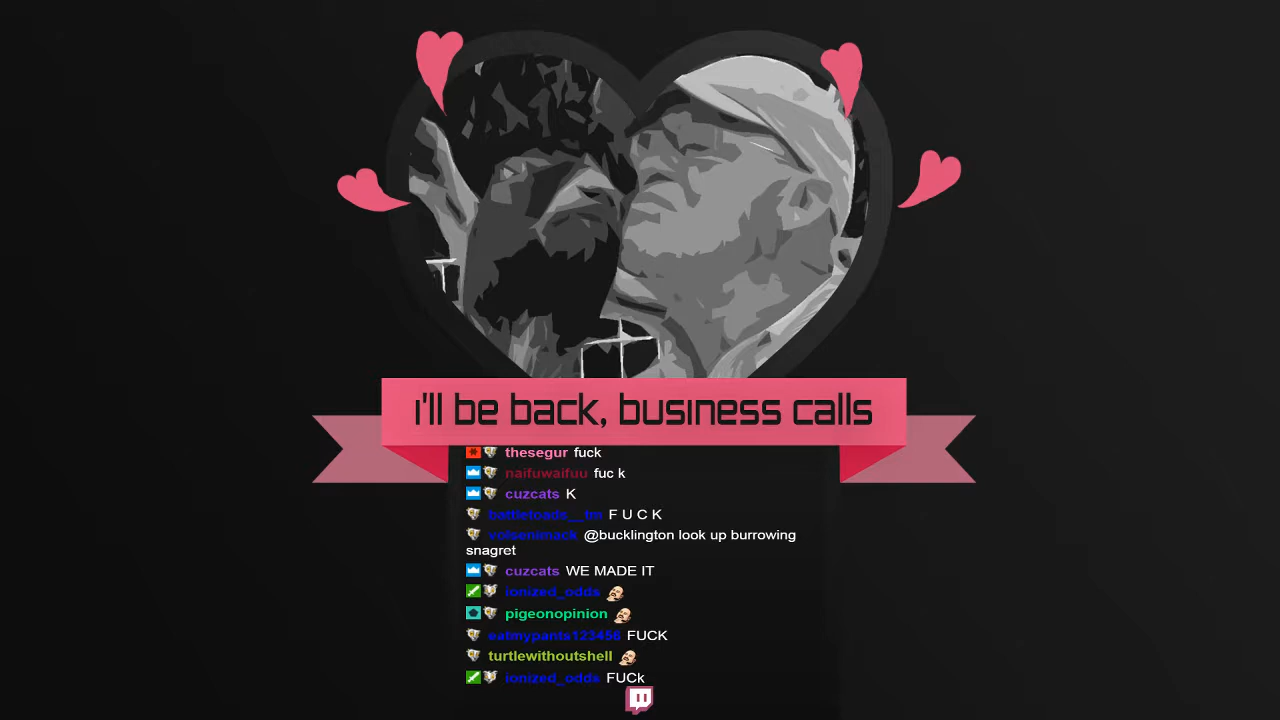 i'll be back, business calls
thesegur fuck
naifuwaifuu fuc k
cuzcats K
battletoads__tm F U C K
volsenimack @bucklington look up burrowing
snagret
cuzcats WE MADE IT
ionized_odds
pigeonopinion
eatmypants123456 FUCK
turtlewithoutshell
ionized_odds FUCk